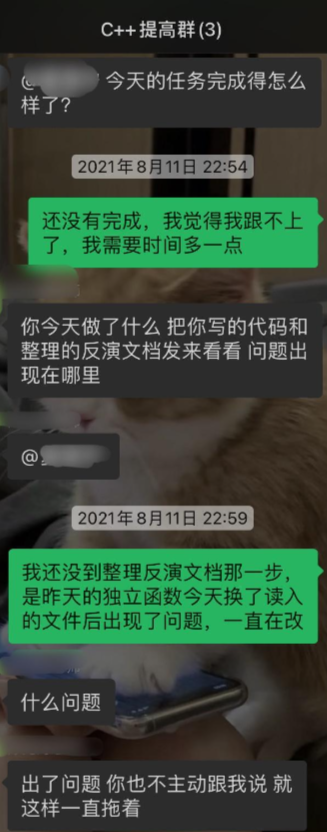 C++提高群(3)
@ 今天的任务完成得怎么
样了?
2021年8月11日 22:54
还没有完成，我觉得我跟不上
了，我需要时间多一点
你今天做了什么 把你写的代码和
整理的反演文档发来看看 问题出
现在哪里
@
2021年8月11日 22:59
我还没到整理反演文档那一步，
是昨天的独立函数今天换了读入
的文件后出现了问题，一直在改
什么问题
出了问题 你也不主动跟我说 就
这样一直拖着